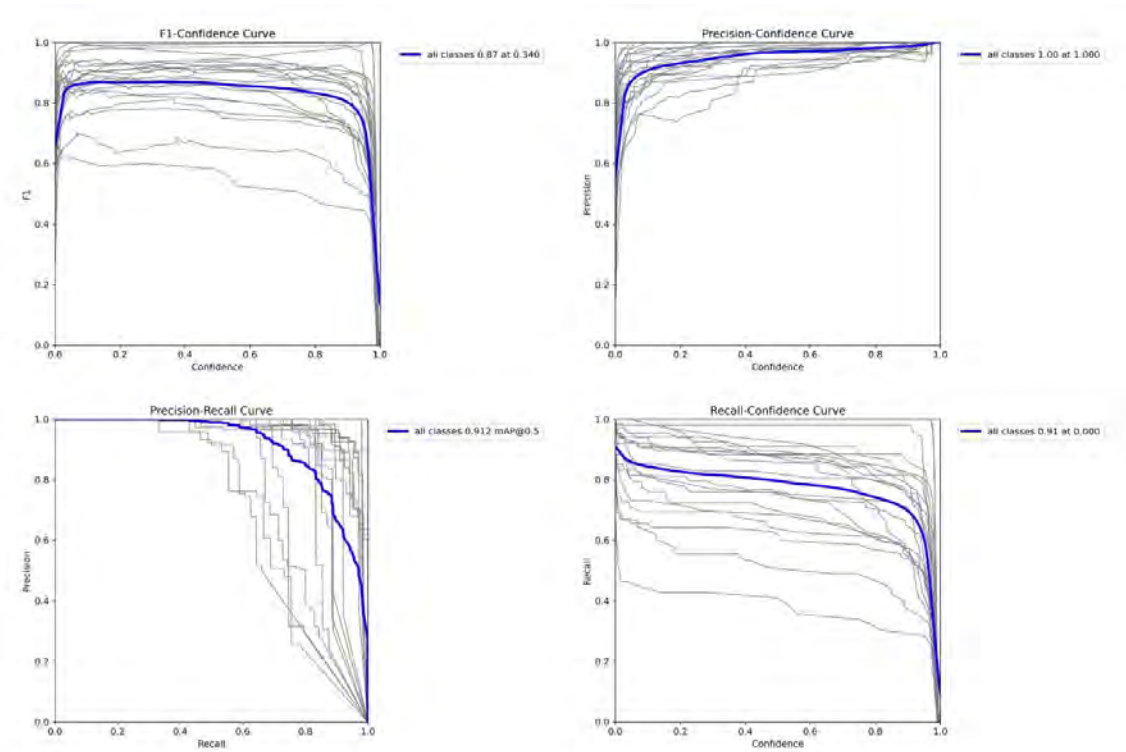 F1-Confidence Curve
all classes 0.87 at 0.340
F1
1.0
0.8
0.6
0.4
0.2
0.0
0.0 0.2 0.4 0.6 0.8 1.0
Confidence
Precision-Confidence Curve
all classes 1.00 at 1.000
Precision
1.0
0.8
0.6
0.4
0.2
0.0
0.0 0.2 0.4 0.6 0.8 1.0
Confidence
Precision-Recall Curve
all classes 0.912 mAP@0.5
Precision
1.0
0.8
0.6
0.4
0.2
0.0
0.0 0.2 0.4 0.6 0.8 1.0
Recall
Recall-Confidence Curve
all classes 0.91 at 0.000
Recall
1.0
0.8
0.6
0.4
0.2
0.0
0.0 0.2 0.4 0.6 0.8 1.0
Confidence